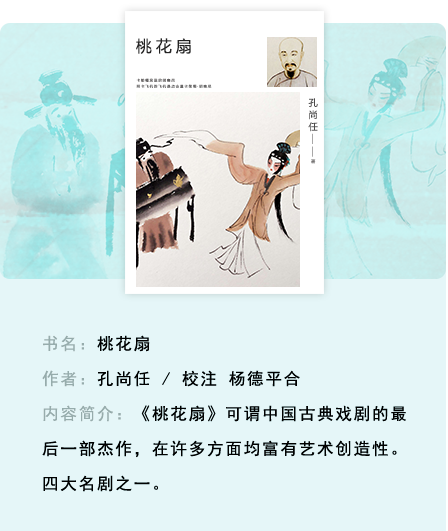 桃花扇
孔尚任——著
书名：桃花扇
作者：孔尚任 / 校注 杨德平合
内容简介：《桃花扇》可谓中国古典戏剧的最
后一部杰作，在许多方面均富有艺术创造性。
四大名剧之一。